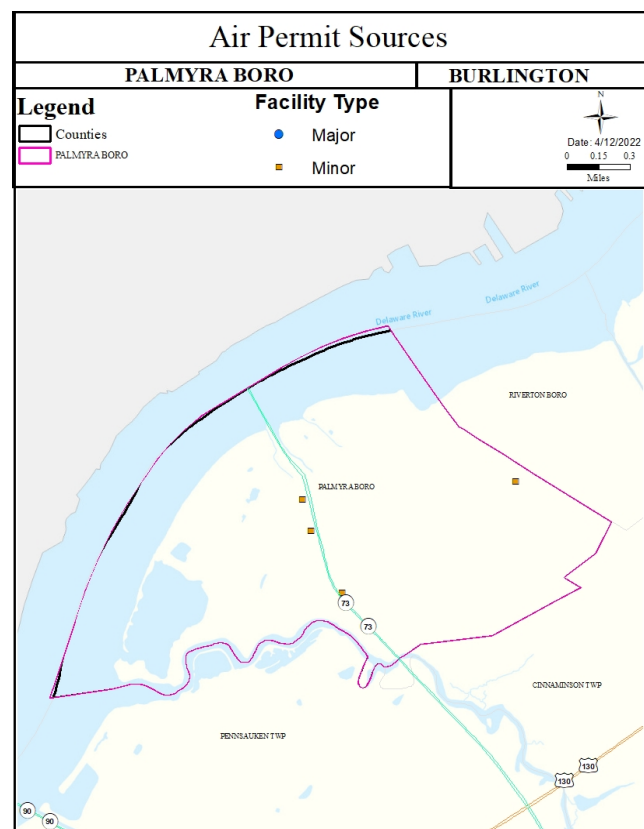 Air Permit Sources
PALMYRA BORO
BURLINGTON
Legend
Counties
PALMYRA BORO
Facility Type
Major
Minor
N
Date: 4/12/2022
0 0.15 0.3
Miles
Delaware River
Delaware River
RIVERTON BORO
PALMYRA BORO
73
73
CINNAMINSON TWP
PENNSAUKEN TWP
130
130
90
90